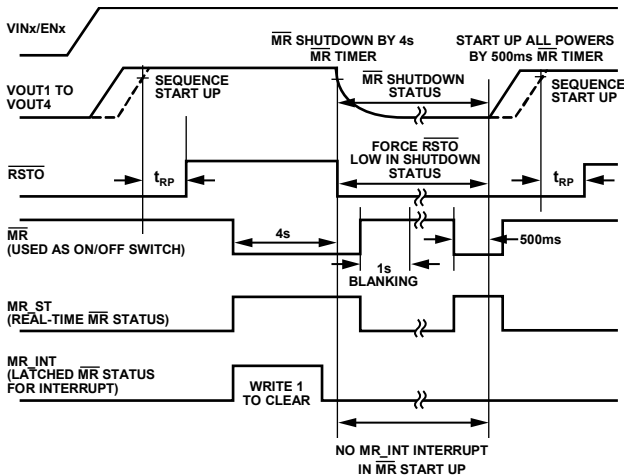 VINx/ENx
MR SHUTDOWN BY 4s
MR TIMER
START UP ALL POWERS
BY 500ms MR TIMER
VOUT1 TO
VOUT4
SEQUENCE
START UP
MR SHUTDOWN
STATUS
SEQUENCE
START UP
RSTO
tRP
FORCE RSTO
LOW IN SHUTDOWN
STATUS
tRP
MR
(USED AS ON/OFF SWITCH)
4s
1s
BLANKING
500ms
MR_ST
(REAL-TIME MR STATUS)
MR_INT
(LATCHED MR STATUS
FOR INTERRUPT)
WRITE 1
TO CLEAR
NO MR_INT INTERRUPT
IN MR START UP